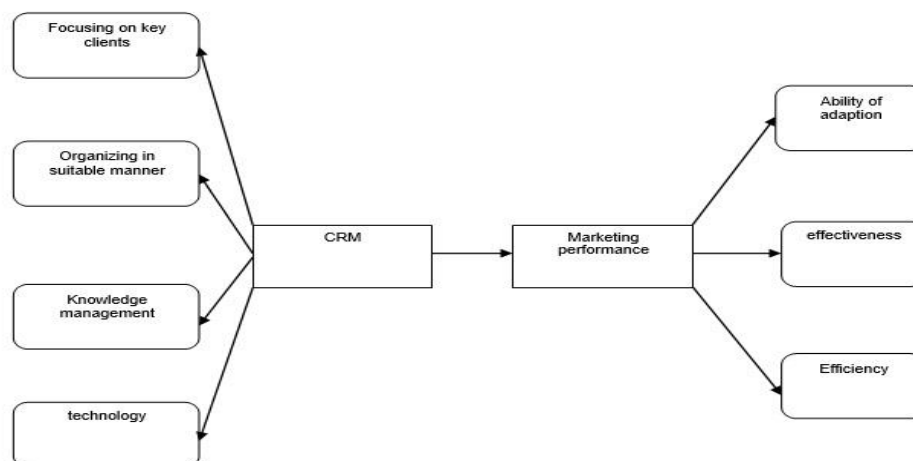 Focusing on key
clients
Organizing in
suitable manner
Knowledge
management
technology
CRM
Marketing
performance
Ability of
adaption
effectiveness
Efficiency